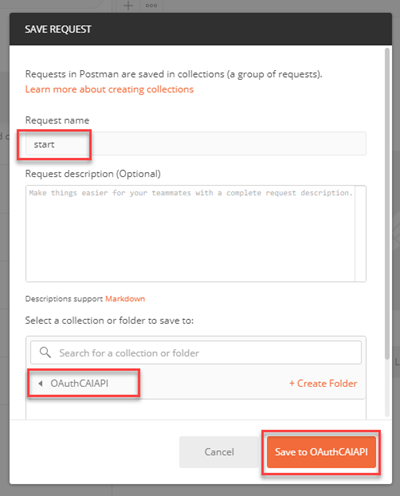 SAVE REQUEST
Requests in Postman are saved in collections (a group of requests).
Learn more about creating collections
Request name
start
Request description (Optional)
Make things easier for your teammates with a complete request description.
Descriptions support Markdown
Select a collection or folder to save to:
Search for a collection or folder
OAuthCAIAPI + Create Folder
Cancel Save to OAuthCAIAPI